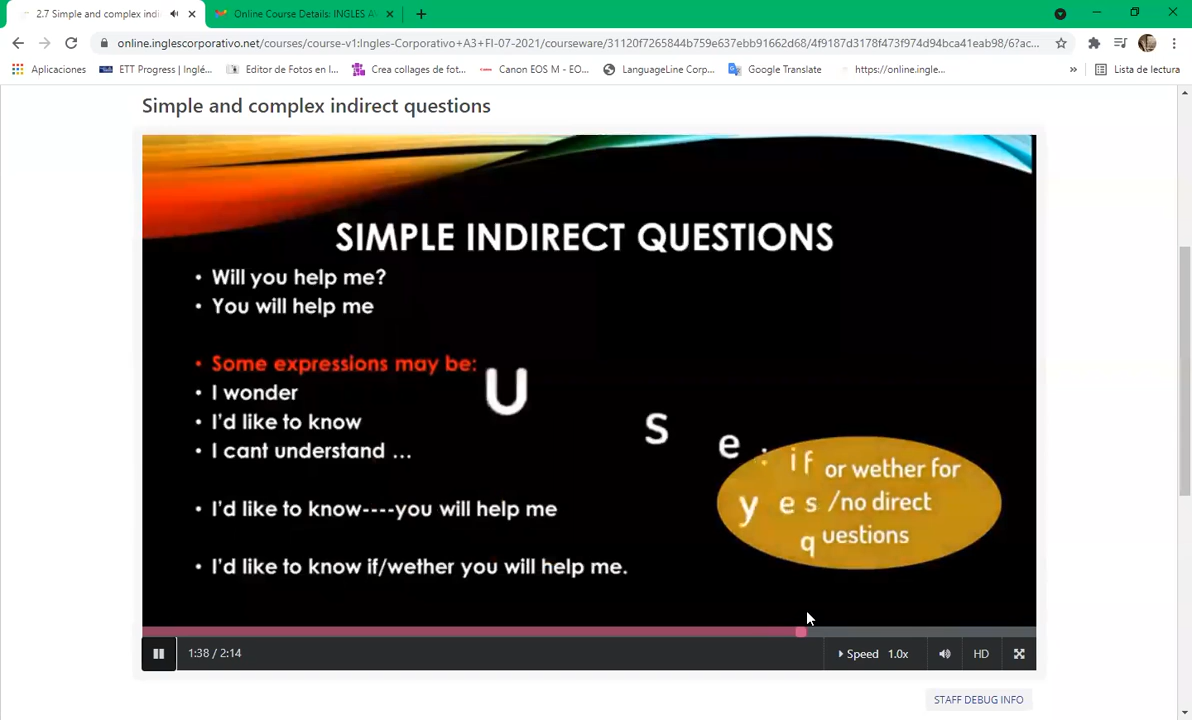 2.7 Simple and complex indi
Online Course Details: INGLES A
online.inglescorporativo.net/courses/course-v1:Ingles-Corporativo+A3+FI-07-2021/courseware/31120f7265844b759e637ebb91662d68/4f9187d3178f473f974d94bca41eab98/6?ac...
Aplicaciones
ETT Progress | Inglé...
Editor de Fotos en l...
Crea collages de fot...
Canon EOS M - EO...
LanguageLine Corp...
Google Translate
https://online.ingle...
»
Lista de lectura
Simple and complex indirect questions
SIMPLE INDIRECT QUESTIONS
• Will you help me?
• You will help me
• Some expressions may be:
• I wonder
• I'd like to know
• I cant understand ...
• I'd like to know----you will help me
• I'd like to know if/wether you will help me.
Use: if or wether for
yes/no direct
questions
1:38 / 2:14
Speed 1.0x
HD
STAFF DEBUG INFO